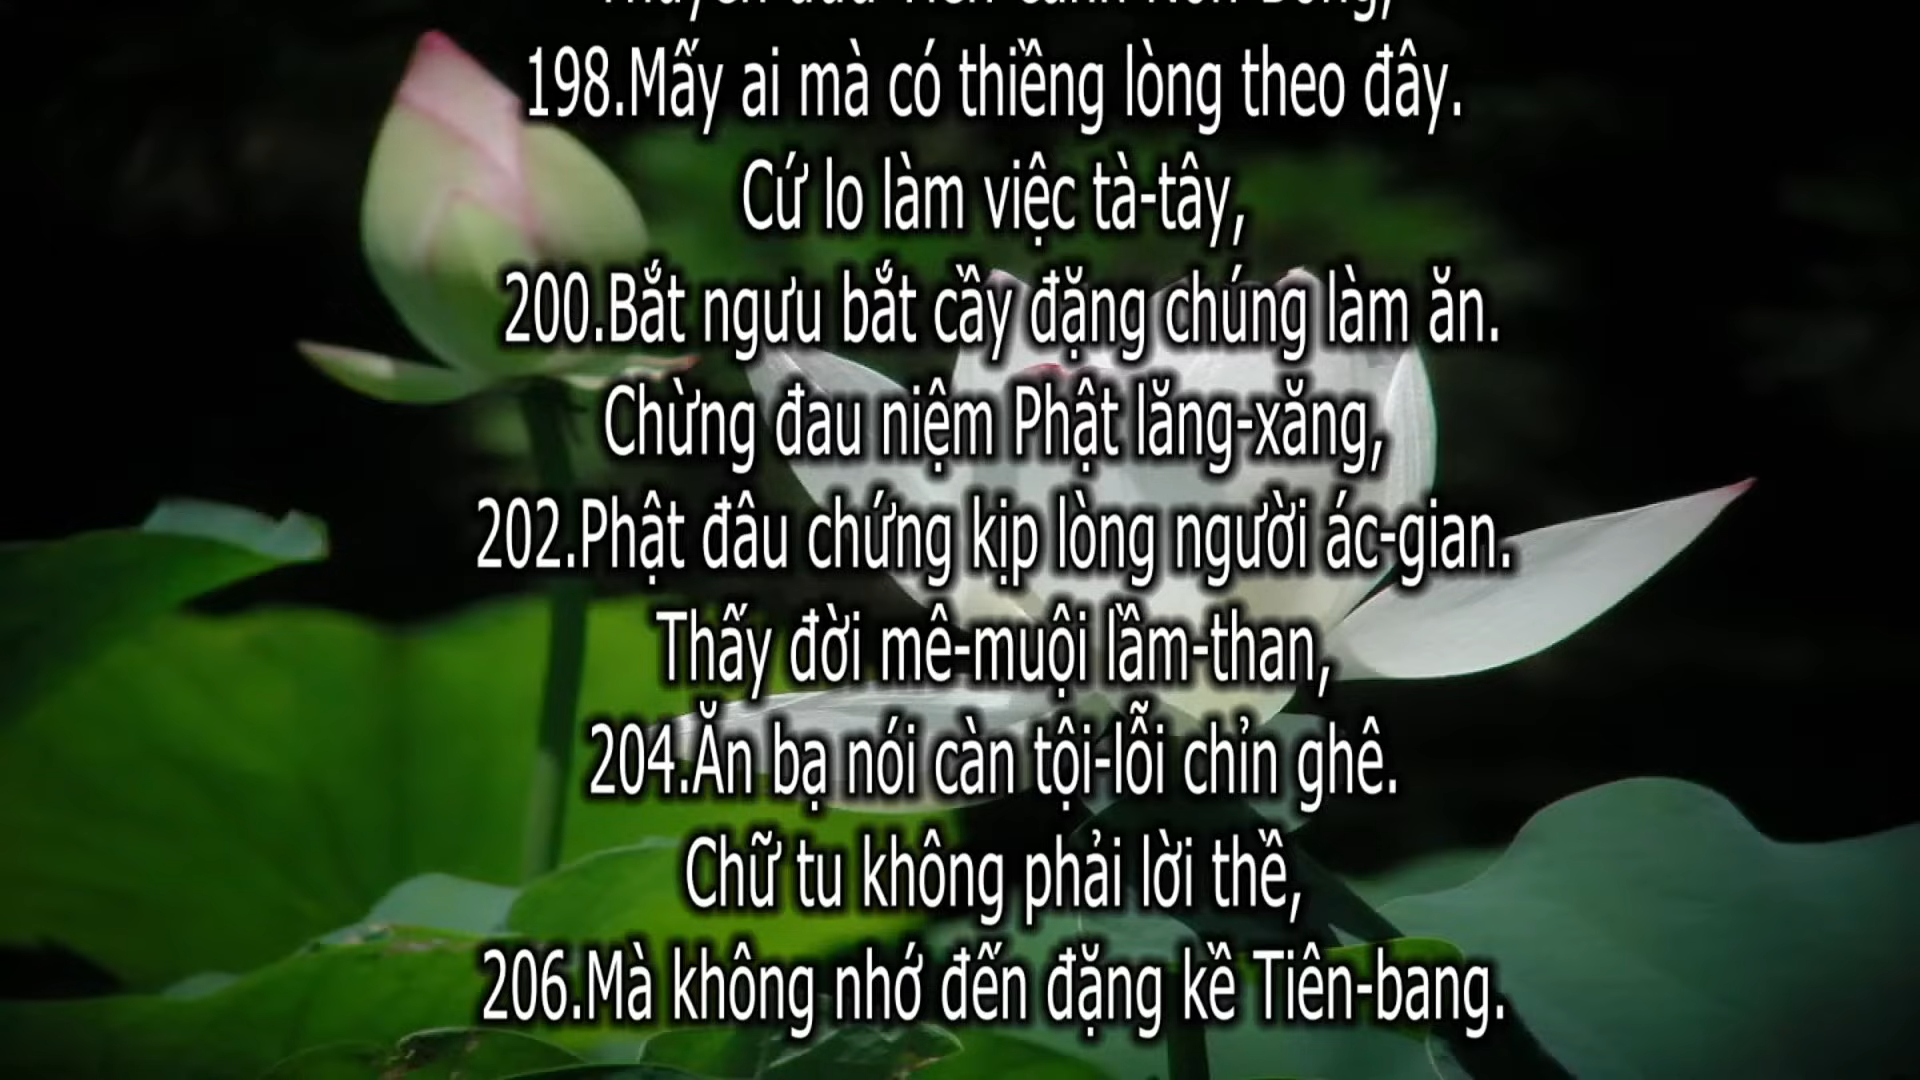 198.Mấy ai mà có thiềng lòng theo đây.
Cứ lo làm việc tà-tây,
200.Bắt ngưu bắt cầy đặng chúng làm ăn.
Chừng đau niệm Phật lăng-xăng,
202.Phật đâu chứng kịp lòng người ác-gian.
Thấy đời mê-muội lầm-than,
204.Ăn bạ nói càn tội-lỗi chỉn ghê.
Chữ tu không phải lời thề,
206.Mà không nhớ đến đặng kề Tiên-bang.